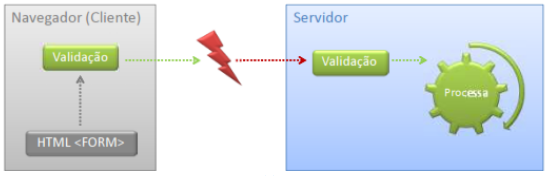 Navegador (Cliente)
Validação
HTML <FORM>
Servidor
Validação
Processa